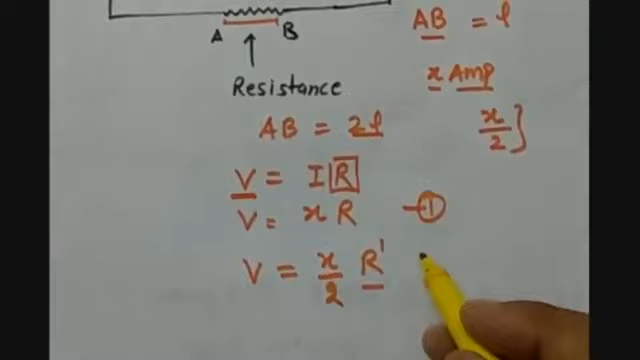 A B
Resistance
AB = l
x Amp
AB = 2l
x/2 ]
V = I R
V = x R —①
V = x/2 R'